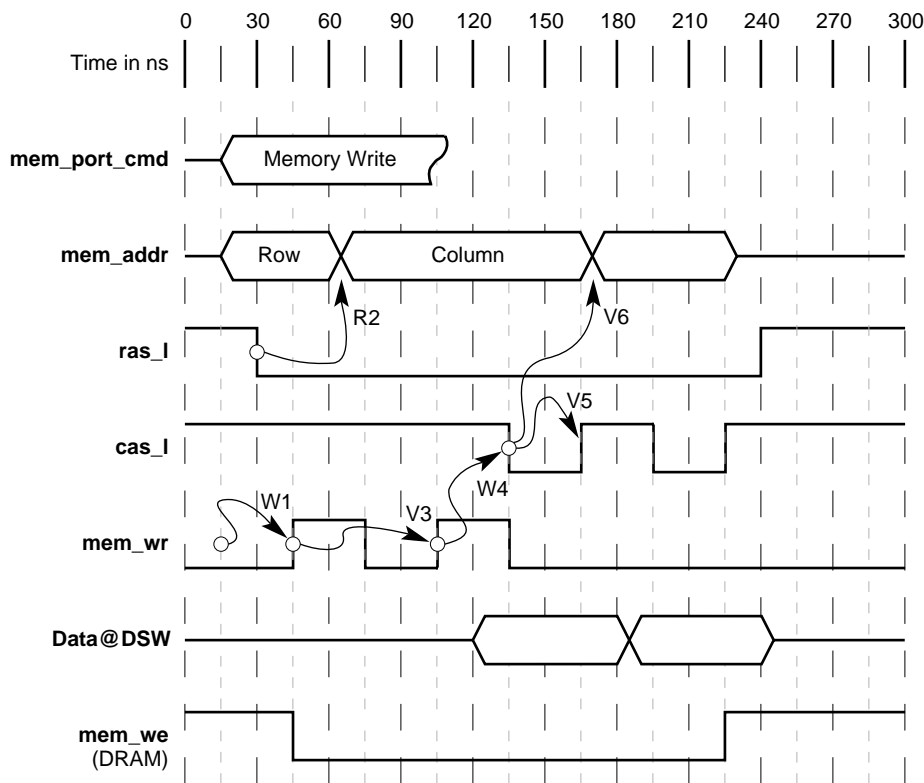 0 30 60 90 120 150 180 210 240 270 300
Time in ns
mem_port_cmd Memory Write
mem_addr Row Column
R2 V6
ras_l
V5
cas_l
W4
W1 V3
mem_wr
Data@DSW
mem_we
(DRAM)